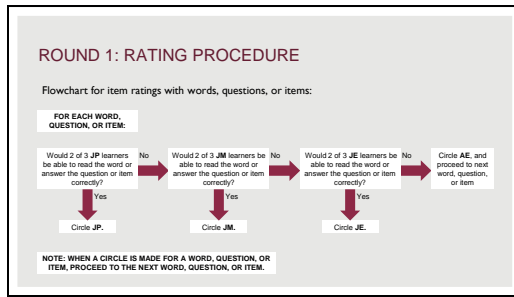 ROUND 1: RATING PROCEDURE
Flowchart for item ratings with words, questions, or items:
FOR EACH WORD,
QUESTION, OR ITEM:
Would 2 of 3 JP learners
be able to read the word or
answer the question or item
correctly?
No
Would 2 of 3 JM learners be
able to read the word or
answer the question or item
correctly?
No
Would 2 of 3 JE learners be
able to read the word or
answer the question or item
correctly?
No
Circle AE, and
proceed to next
word, question,
or item
Yes
Yes
Yes
Circle JP.
Circle JM.
Circle JE.
NOTE: WHEN A CIRCLE IS MADE FOR A WORD, QUESTION, OR
ITEM, PROCEED TO THE NEXT WORD, QUESTION, OR ITEM.